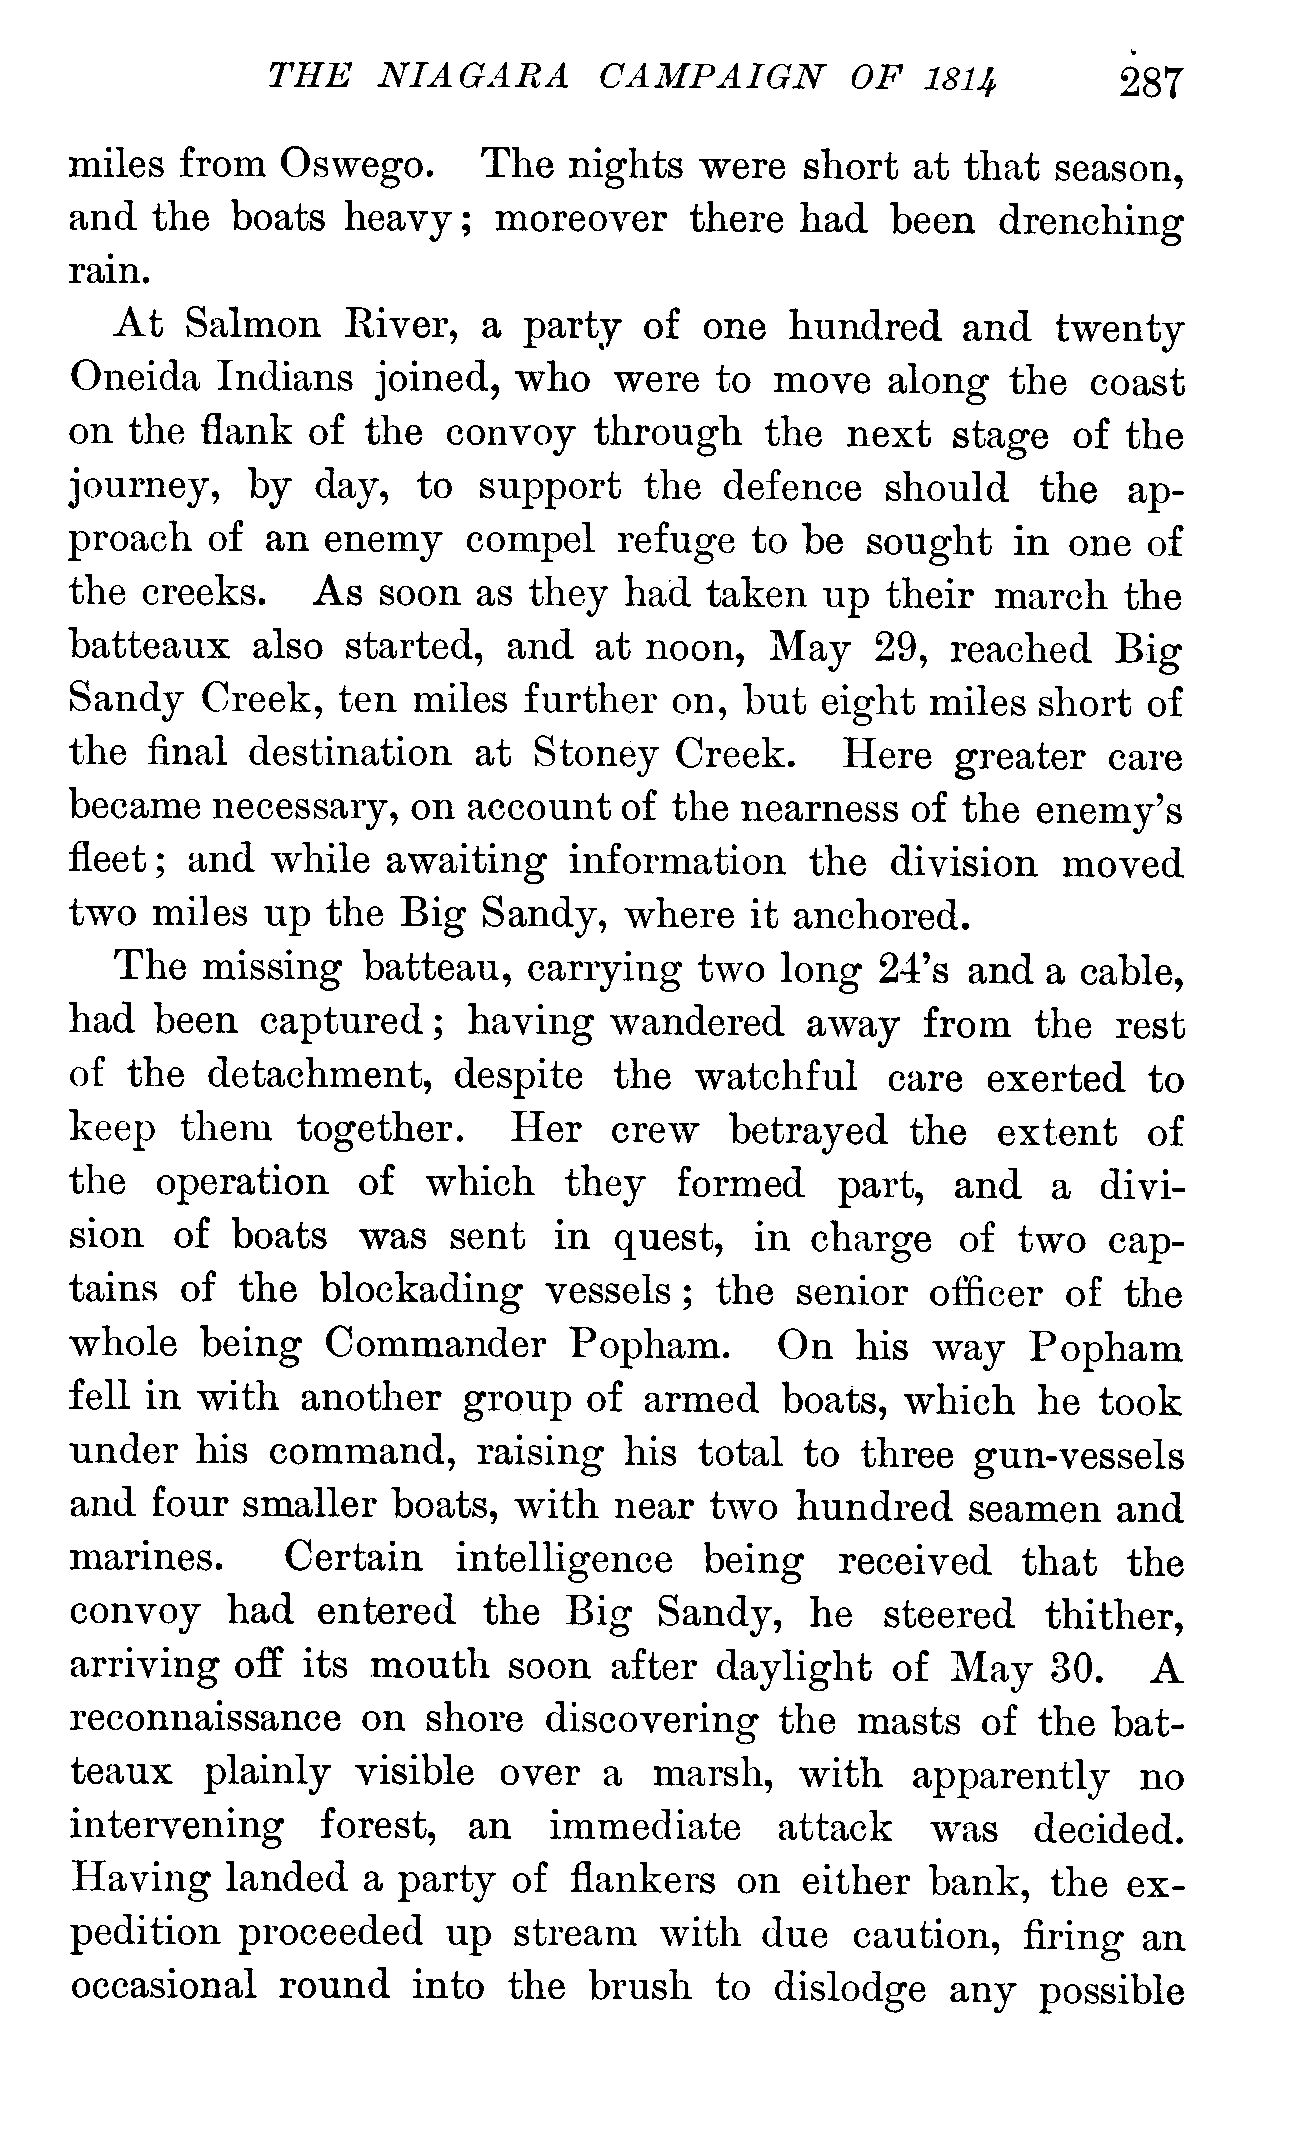 THE NIAGARA CAMPAIGN OF 1814 287
miles from Oswego. The nights were short at that season,
and the boats heavy; moreover there had been drenching
rain.
At Salmon River, a party of one hundred and twenty
Oneida Indians joined, who were to move along the coast
on the flank of the convoy through the next stage of the
journey, by day, to support the defence should the ap-
proach of an enemy compel refuge to be sought in one of
the creeks. As soon as they had taken up their march the
batteaux also started, and at noon, May 29, reached Big
Sandy Creek, ten miles further on, but eight miles short of
the final destination at Stoney Creek. Here greater care
became necessary, on account of the nearness of the enemy's
fleet; and while awaiting information the division moved
two miles up the Big Sandy, where it anchored.
The missing batteau, carrying two long 24's and a cable,
had been captured; having wandered away from the rest
of the detachment, despite the watchful care exerted to
keep them together. Her crew betrayed the extent of
the operation of which they formed part, and a divi-
sion of boats was sent in quest, in charge of two cap-
tains of the blockading vessels; the senior officer of the
whole being Commander Popham. On his way Popham
fell in with another group of armed boats, which he took
under his command, raising his total to three gun-vessels
and four smaller boats, with near two hundred seamen and
marines. Certain intelligence being received that the
convoy had entered the Big Sandy, he steered thither,
arriving off its mouth soon after daylight of May 30. A
reconnaissance on shore discovering the masts of the bat-
teaux plainly visible over a marsh, with apparently no
intervening forest, an immediate attack was decided.
Having landed a party of flankers on either bank, the ex-
pedition proceeded up stream with due caution, firing an
occasional round into the brush to dislodge any possible